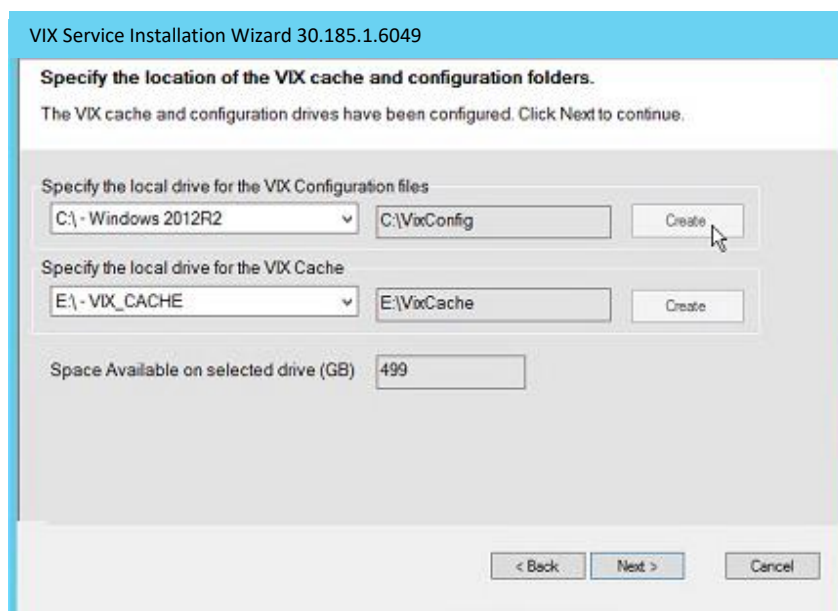 VIX Service Installation Wizard 30.185.1.6049
Specify the location of the VIX cache and configuration folders.
The VIX cache and configuration drives have been configured. Click Next to continue.
Specify the local drive for the VIX Configuration files
C:\ - Windows 2012R2 C:\VixConfig Create
Specify the local drive for the VIX Cache
E:\ - VIX_CACHE E:\VixCache Create
Space Available on selected drive (GB) 499
< Back Next > Cancel